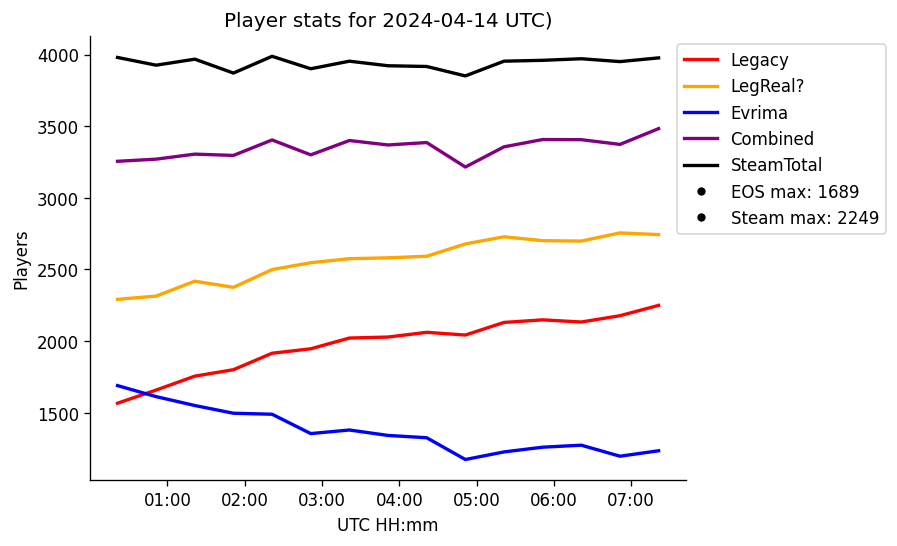 Player stats for 2024-04-14 UTC)
4000
3500
3000
2500
2000
1500
Players
01:00 02:00 03:00 04:00 05:00 06:00 07:00
UTC HH:mm
Legacy
LegReal?
Evrima
Combined
SteamTotal
EOS max: 1689
Steam max: 2249